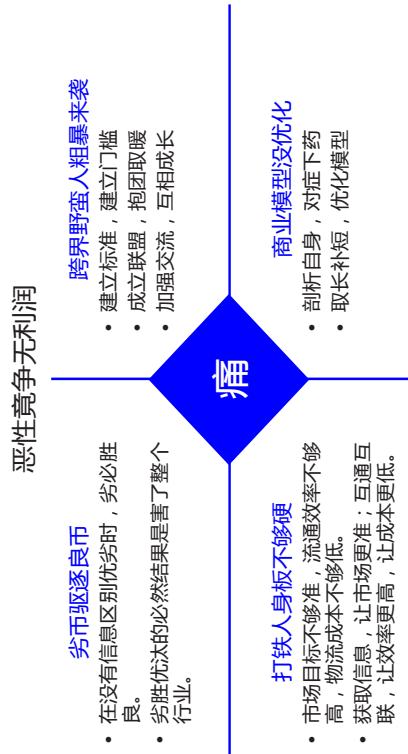 恶性竟争无利润
劣币驱逐良币
• 在没有信息区别优劣时，劣必胜
良。
• 劣胜优汰的必然结果是害了整个
行业。
跨界野蛮人粗暴来袭
• 建立标准，建立门槛
• 成立联盟，抱团取暖
• 加强交流，互相成长
痛
打铁人身板不够硬
• 市场目标不够准，流通效率不够
高，物流成本不够低。
• 获取信息，让市场更准；互通互
联，让效率更高，让成本更低。
商业模型没优化
• 剖析自身，对症下药
• 取长补短，优化模型